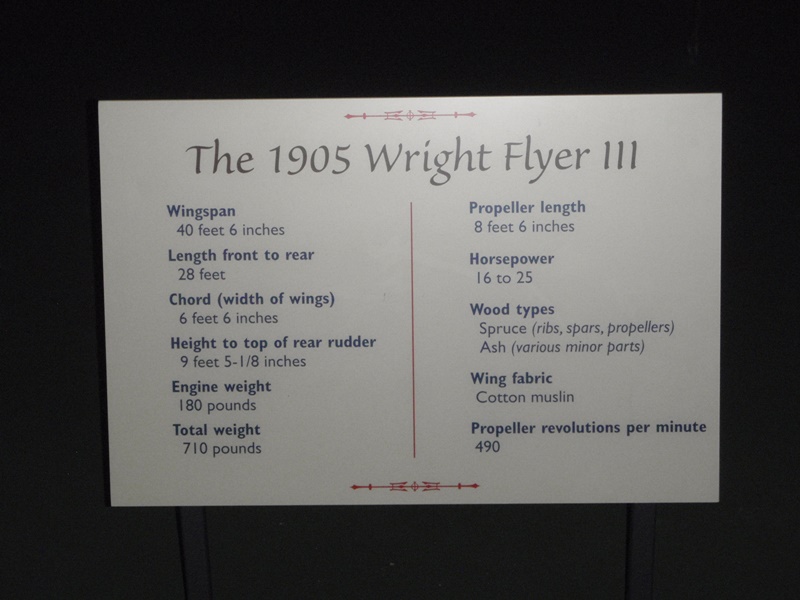 The 1905 Wright Flyer III
Wingspan
40 feet 6 inches
Length front to rear
28 feet
Chord (width of wings)
6 feet 6 inches
Height to top of rear rudder
9 feet 5-1/8 inches
Engine weight
180 pounds
Total weight
710 pounds
Propeller length
8 feet 6 inches
Horsepower
16 to 25
Wood types
Spruce (ribs, spars, propellers)
Ash (various minor parts)
Wing fabric
Cotton muslin
Propeller revolutions per minute
490